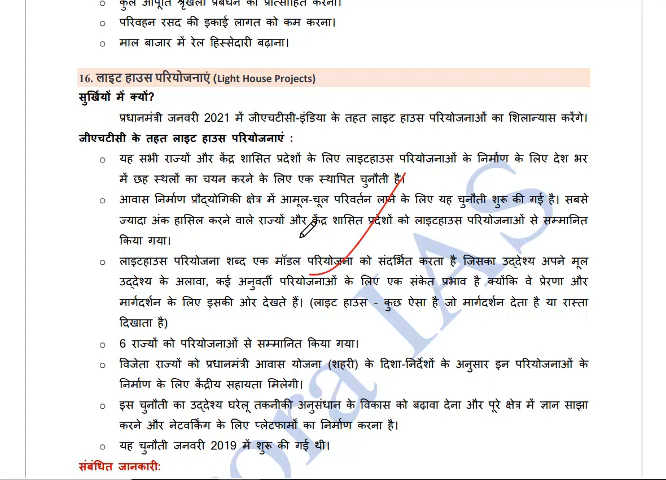 कुल आपूर्ति श्रृंखला प्रबंधन को प्रोत्साहित करना।
o परिवहन रसद की इकाई लागत को कम करना।
o माल बाजार में रेल हिस्सेदारी बढ़ाना।
16. लाइट हाउस परियोजनाएं (Light House Projects)
सुर्खियों में क्यों?
प्रधानमंत्री जनवरी 2021 में जीएचटीसी-इंडिया के तहत लाइट हाउस परियोजनाओं का शिलान्यास करेंगे।
जीएचटीसी के तहत लाइट हाउस परियोजनाएं :
o यह सभी राज्यों और केंद्र शासित प्रदेशों के लिए लाइटहाउस परियोजनाओं के निर्माण के लिए देश भर
में छह स्थलों का चयन करने के लिए एक स्थापित चुनौती है।
o आवास निर्माण प्रौद्योगिकी क्षेत्र में आमूल-चूल परिवर्तन लाने के लिए यह चुनौती शुरू की गई है। सबसे
ज्यादा अंक हासिल करने वाले राज्यों और केंद्र शासित प्रदेशों को लाइटहाउस परियोजनाओं से सम्मानित
किया गया।
o लाइटहाउस परियोजना शब्द एक मॉडल परियोजना को संदर्भित करता है जिसका उद्देश्य अपने मूल
उद्देश्य के अलावा, कई अनुवर्ती परियोजनाओं के लिए एक संकेत प्रभाव है क्योंकि वे प्रेरणा और
मार्गदर्शन के लिए इसकी ओर देखते हैं। (लाइट हाउस - कुछ ऐसा है जो मार्गदर्शन देता है या रास्ता
दिखाता है)
o 6 राज्यों को परियोजनाओं से सम्मानित किया गया।
o विजेता राज्यों को प्रधानमंत्री आवास योजना (शहरी) के दिशा-निर्देशों के अनुसार इन परियोजनाओं के
निर्माण के लिए केंद्रीय सहायता मिलेगी।
o इस चुनौती का उद्देश्य घरेलू तकनीकी अनुसंधान के विकास को बढ़ावा देना और पूरे क्षेत्र में ज्ञान साझा
करने और नेटवर्किंग के लिए प्लेटफार्मों का निर्माण करना है।
o यह चुनौती जनवरी 2019 में शुरू की गई थी।
संबंधित जानकारी:
ora IAS